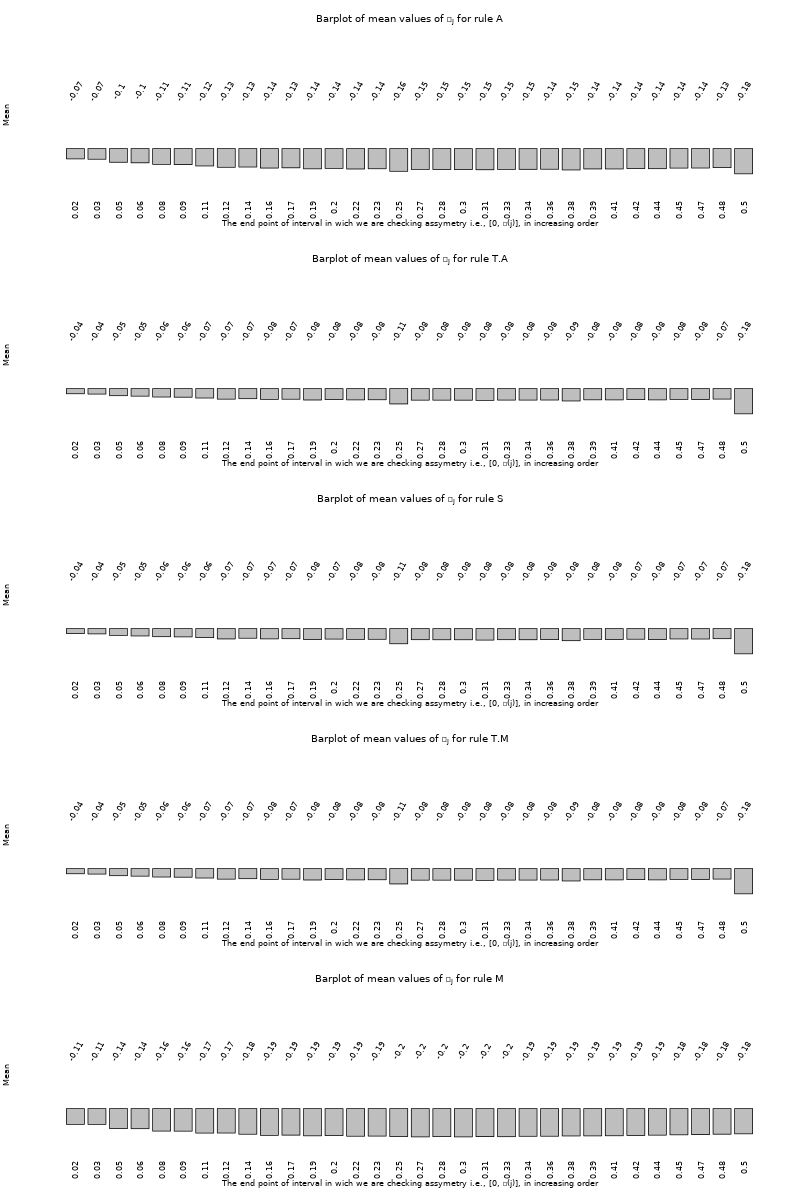 Barplot of mean values of □j for rule A
Mean
-0.07 -0.07 -0.1 -0.1 -0.11 -0.11 -0.12 -0.13 -0.13 -0.14 -0.13 -0.14 -0.14 -0.14 -0.14 -0.16 -0.15 -0.15 -0.15 -0.15 -0.15 -0.15 -0.14 -0.15 -0.14 -0.14 -0.14 -0.14 -0.14 -0.14 -0.13 -0.18
0.02 0.03 0.05 0.06 0.08 0.09 0.11 0.12 0.14 0.16 0.17 0.19 0.2 0.22 0.23 0.25 0.27 0.28 0.3 0.31 0.33 0.34 0.36 0.38 0.39 0.41 0.42 0.44 0.45 0.47 0.48 0.5
The end point of interval in wich we are checking assymetry i.e., [0, □(j)], in increasing order
Barplot of mean values of □j for rule T.A
Mean
-0.04 -0.04 -0.05 -0.05 -0.06 -0.06 -0.07 -0.07 -0.07 -0.08 -0.07 -0.08 -0.08 -0.08 -0.08 -0.11 -0.08 -0.08 -0.08 -0.08 -0.08 -0.08 -0.08 -0.09 -0.08 -0.08 -0.08 -0.08 -0.08 -0.08 -0.07 -0.18
0.02 0.03 0.05 0.06 0.08 0.09 0.11 0.12 0.14 0.16 0.17 0.19 0.2 0.22 0.23 0.25 0.27 0.28 0.3 0.31 0.33 0.34 0.36 0.38 0.39 0.41 0.42 0.44 0.45 0.47 0.48 0.5
The end point of interval in wich we are checking assymetry i.e., [0, □(j)], in increasing order
Barplot of mean values of □j for rule S
Mean
-0.04 -0.04 -0.05 -0.05 -0.06 -0.06 -0.06 -0.07 -0.07 -0.07 -0.07 -0.08 -0.07 -0.08 -0.08 -0.11 -0.08 -0.08 -0.08 -0.08 -0.08 -0.08 -0.08 -0.08 -0.08 -0.08 -0.07 -0.08 -0.07 -0.07 -0.07 -0.18
0.02 0.03 0.05 0.06 0.08 0.09 0.11 0.12 0.14 0.16 0.17 0.19 0.2 0.22 0.23 0.25 0.27 0.28 0.3 0.31 0.33 0.34 0.36 0.38 0.39 0.41 0.42 0.44 0.45 0.47 0.48 0.5
The end point of interval in wich we are checking assymetry i.e., [0, □(j)], in increasing order
Barplot of mean values of □j for rule T.M
Mean
-0.04 -0.04 -0.05 -0.05 -0.06 -0.06 -0.07 -0.07 -0.07 -0.08 -0.07 -0.08 -0.08 -0.08 -0.08 -0.11 -0.08 -0.08 -0.08 -0.08 -0.08 -0.08 -0.08 -0.09 -0.08 -0.08 -0.08 -0.08 -0.08 -0.08 -0.07 -0.18
0.02 0.03 0.05 0.06 0.08 0.09 0.11 0.12 0.14 0.16 0.17 0.19 0.2 0.22 0.23 0.25 0.27 0.28 0.3 0.31 0.33 0.34 0.36 0.38 0.39 0.41 0.42 0.44 0.45 0.47 0.48 0.5
The end point of interval in wich we are checking assymetry i.e., [0, □(j)], in increasing order
Barplot of mean values of □j for rule M
Mean
-0.11 -0.11 -0.14 -0.14 -0.16 -0.16 -0.17 -0.17 -0.18 -0.19 -0.19 -0.19 -0.19 -0.19 -0.19 -0.2 -0.2 -0.2 -0.2 -0.2 -0.2 -0.19 -0.19 -0.19 -0.19 -0.19 -0.19 -0.19 -0.18 -0.18 -0.18 -0.18
0.02 0.03 0.05 0.06 0.08 0.09 0.11 0.12 0.14 0.16 0.17 0.19 0.2 0.22 0.23 0.25 0.27 0.28 0.3 0.31 0.33 0.34 0.36 0.38 0.39 0.41 0.42 0.44 0.45 0.47 0.48 0.5
The end point of interval in wich we are checking assymetry i.e., [0, □(j)], in increasing order